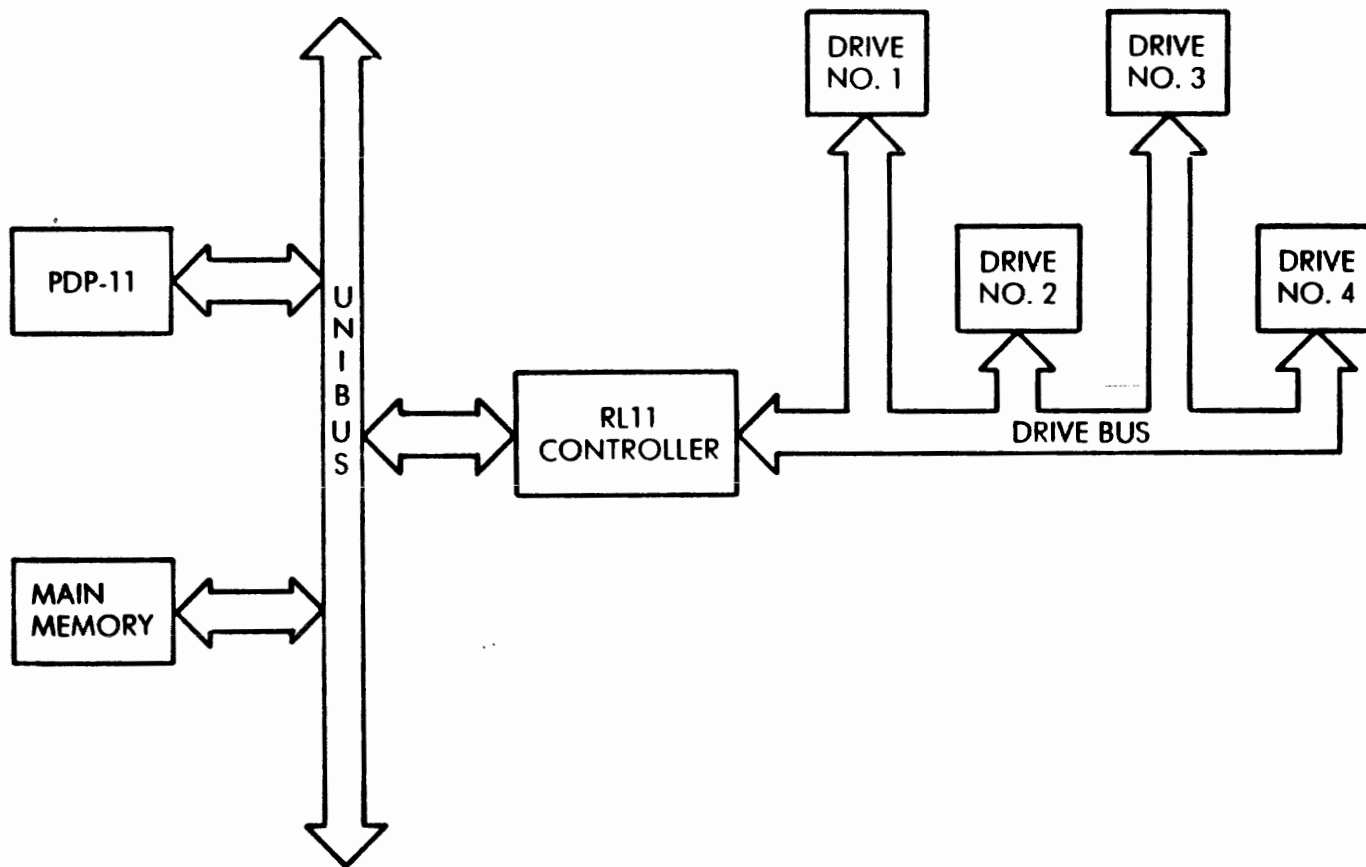 DRIVE
NO. 1
DRIVE
NO. 3
PDP-11
DRIVE
NO. 2
DRIVE
NO. 4
UNIBUS
RL11
CONTROLLER
DRIVE BUS
MAIN
MEMORY